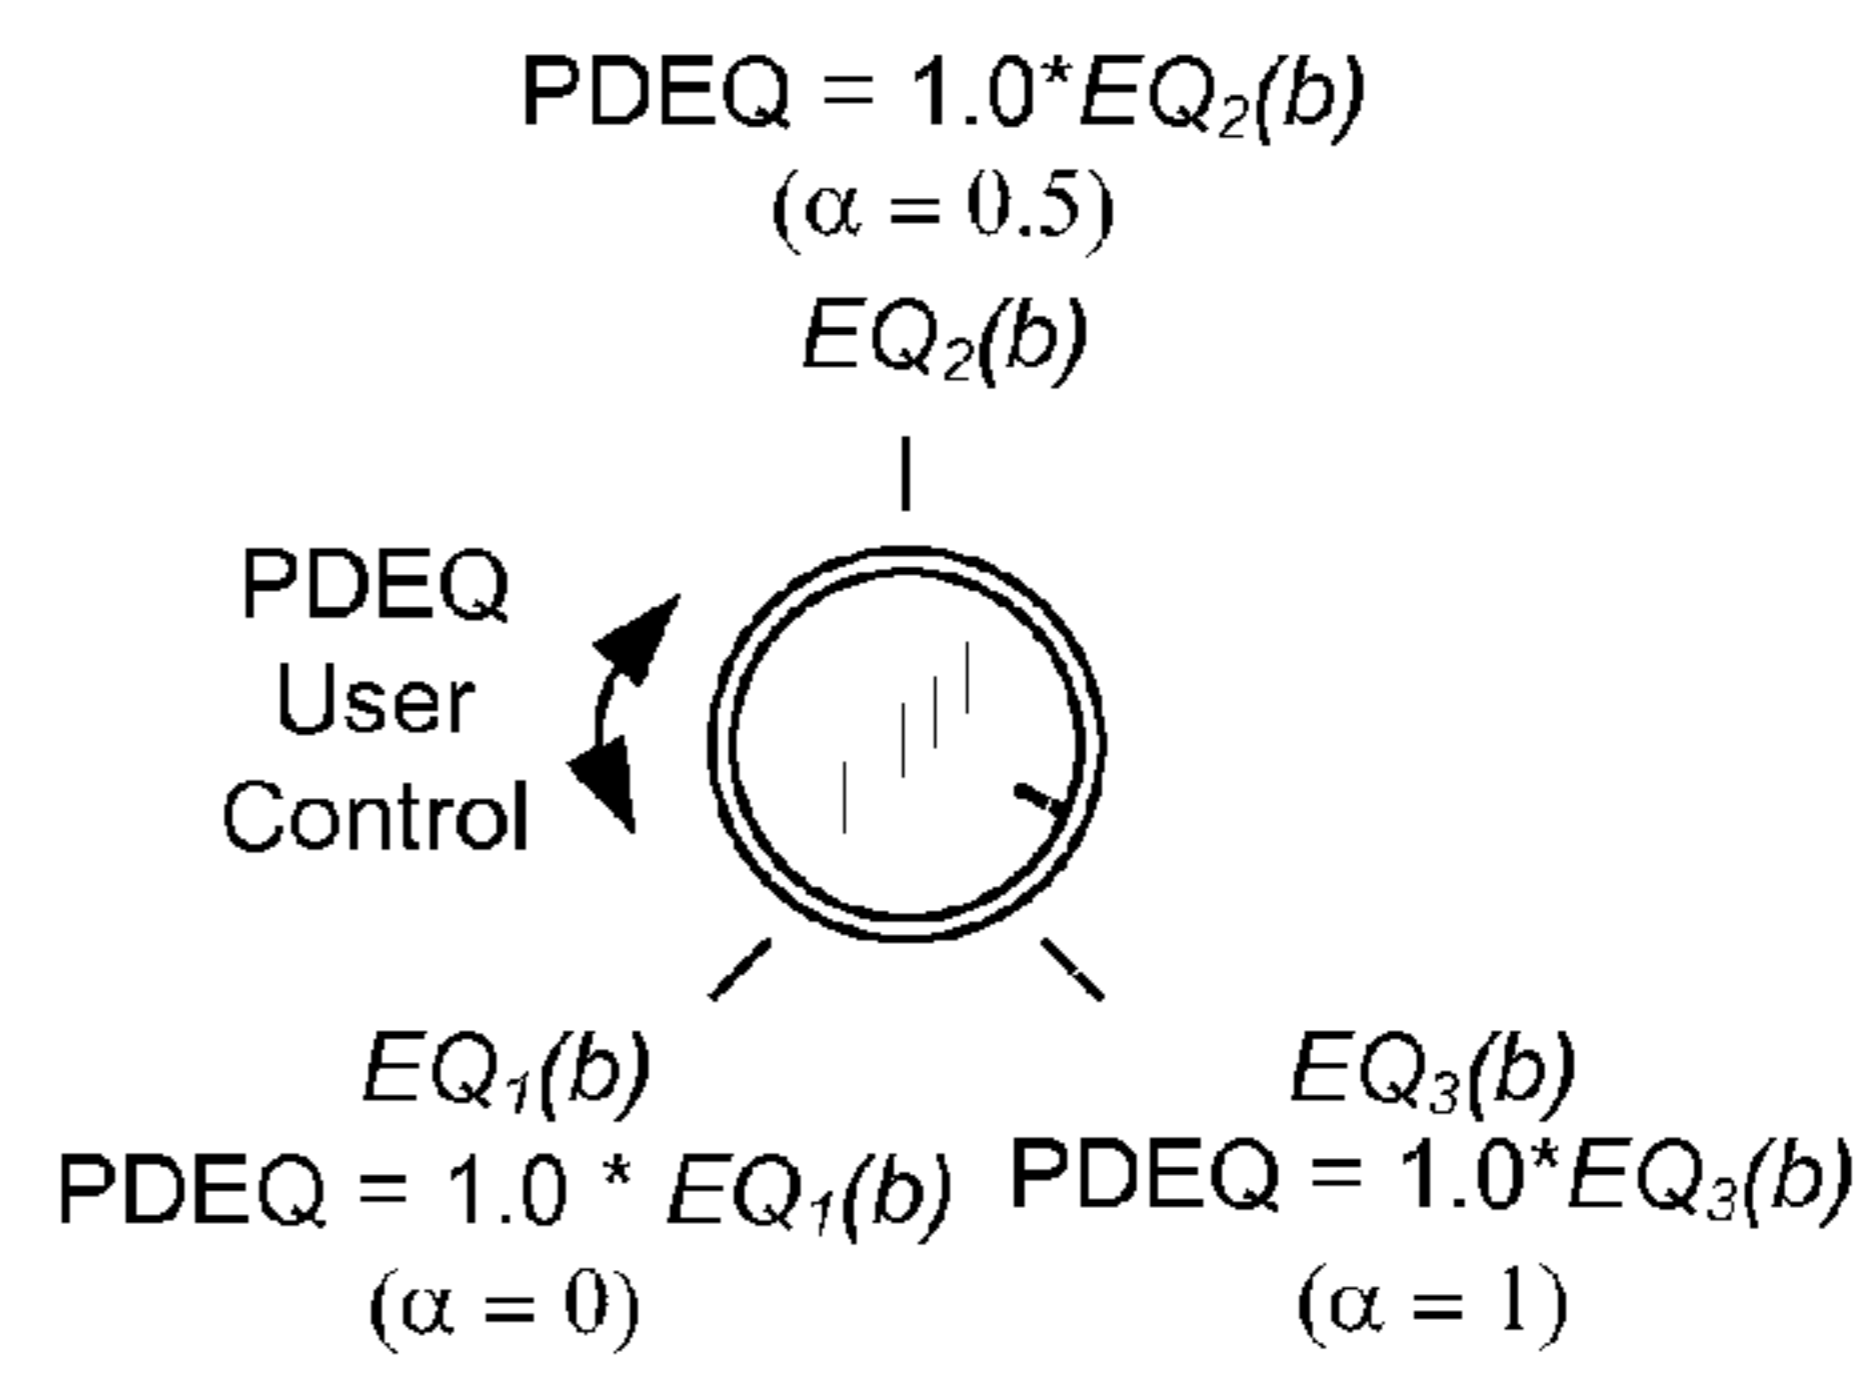 PDEQ = 1.0*EQ₂(b)
(α = 0.5)
EQ₂(b)
PDEQ
User
Control
EQ₁(b)
PDEQ = 1.0 * EQ₁(b)
(α = 0)
EQ₃(b)
PDEQ = 1.0*EQ₃(b)
(α = 1)